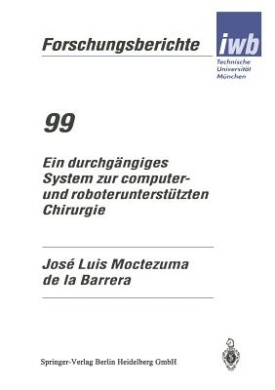 Forschungsberichte
iwb
Technische
Universität
München
99
Ein durchgängiges
System zur computer-
und roboterunterstützten
Chirurgie
José Luis Moctezuma
de la Barrera
Springer-Verlag Berlin Heidelberg GmbH